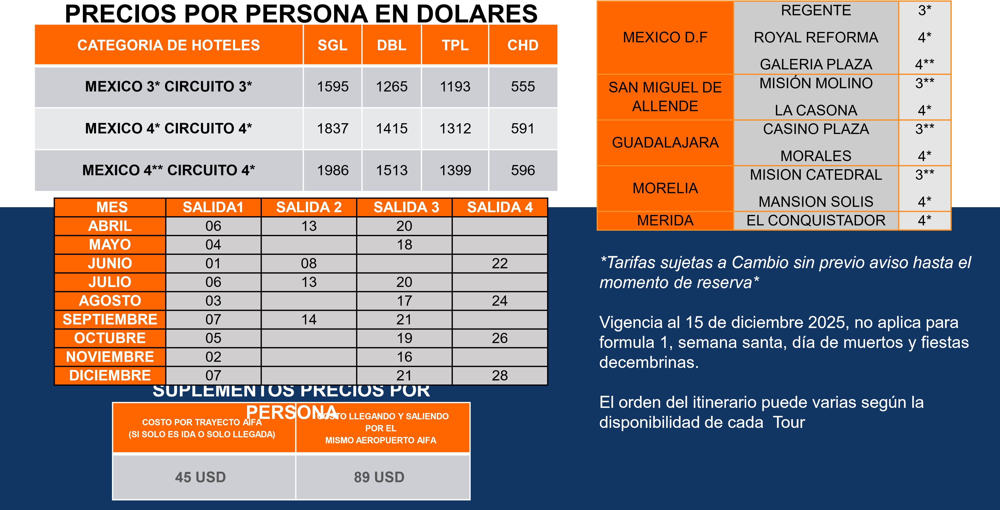 PRECIOS POR PERSONA EN DOLARES
CATEGORIA DE HOTELES SGL DBL TPL CHD
MEXICO 3* CIRCUITO 3* 1595 1265 1193 555
MEXICO 4* CIRCUITO 4* 1837 1415 1312 591
MEXICO 4** CIRCUITO 4* 1986 1513 1399 596
MES SALIDA1 SALIDA 2 SALIDA 3 SALIDA 4
ABRIL 06 13 20
MAYO 04 18
JUNIO 01 08 22
JULIO 06 13 20
AGOSTO 03 17 24
SEPTIEMBRE 07 14 21
OCTUBRE 05 19 26
NOVIEMBRE 02 16
DICIEMBRE 07 21 28
SUPLEMENTOS PRECIOS POR
PERSONA
COSTO POR TRAYECTO AIFA
(SI SOLO ES IDA O SOLO LLEGADA)
COSTO LLEGANDO Y SALIENDO
POR EL
MISMO AEROPUERTO AIFA
45 USD 89 USD
MEXICO D.F
REGENTE 3*
ROYAL REFORMA 4*
GALERIA PLAZA 4**
SAN MIGUEL DE
ALLENDE
MISIÓN MOLINO 3**
LA CASONA 4*
GUADALAJARA
CASINO PLAZA 3**
MORALES 4*
MORELIA
MISION CATEDRAL 3**
MANSION SOLIS 4*
MERIDA EL CONQUISTADOR 4*
*Tarifas sujetas a Cambio sin previo aviso hasta el
momento de reserva*
Vigencia al 15 de diciembre 2025, no aplica para
formula 1, semana santa, día de muertos y fiestas
decembrinas.
El orden del itinerario puede varias según la
disponibilidad de cada  Tour